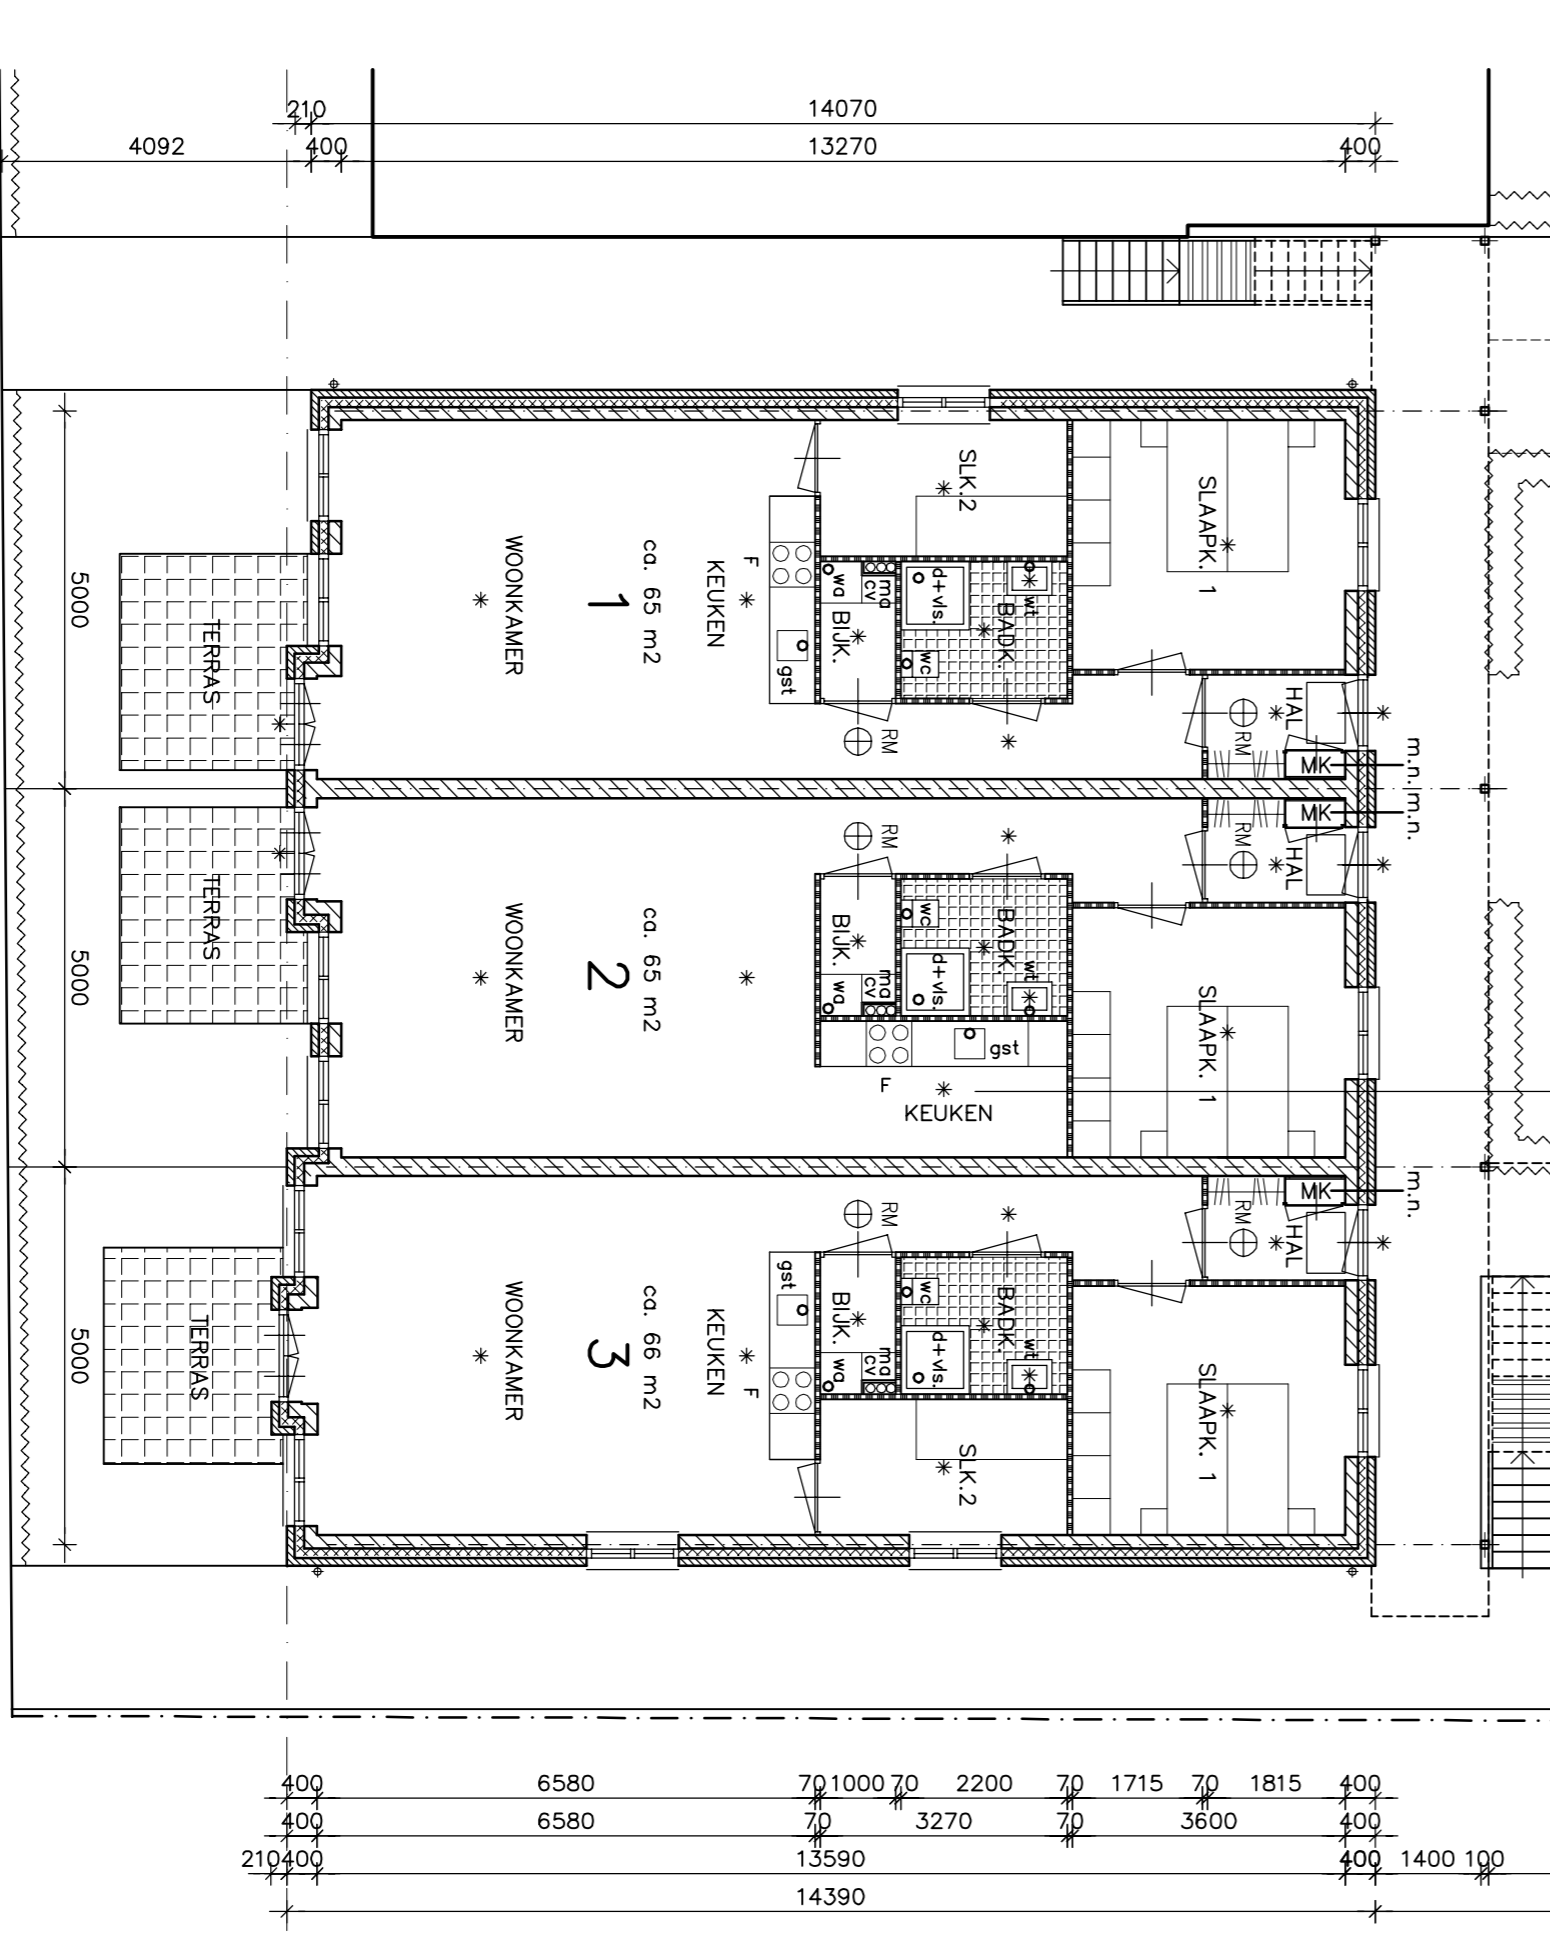 210
14070
4092
400
13270
400
5000
5000
5000
SLK.2
SLAAPK. 1
WOONKAMER
ca. 65 m2
1
KEUKEN
F
gst
wa
ma
cv
BIJK.
d+vls.
wt
BADK.
wc
RM
HAL
RM
MK
m.n.
TERRAS
TERRAS
MK
m.n.
RM
HAL
RM
BIJK.
wc
BADK.
d+vls.
wt
wa
ma
cv
WOONKAMER
ca. 65 m2
2
SLAAPK. 1
gst
F
KEUKEN
MK
m.n.
RM
HAL
RM
TERRAS
WOONKAMER
ca. 66 m2
3
KEUKEN
F
gst
BIJK.
wc
BADK.
d+vls.
wt
wa
ma
cv
SLAAPK. 1
SLK.2
400
6580
70
1000
70
2200
70
1715
70
1815
400
400
6580
70
3270
70
3600
400
210
400
13590
400
1400
100
14390